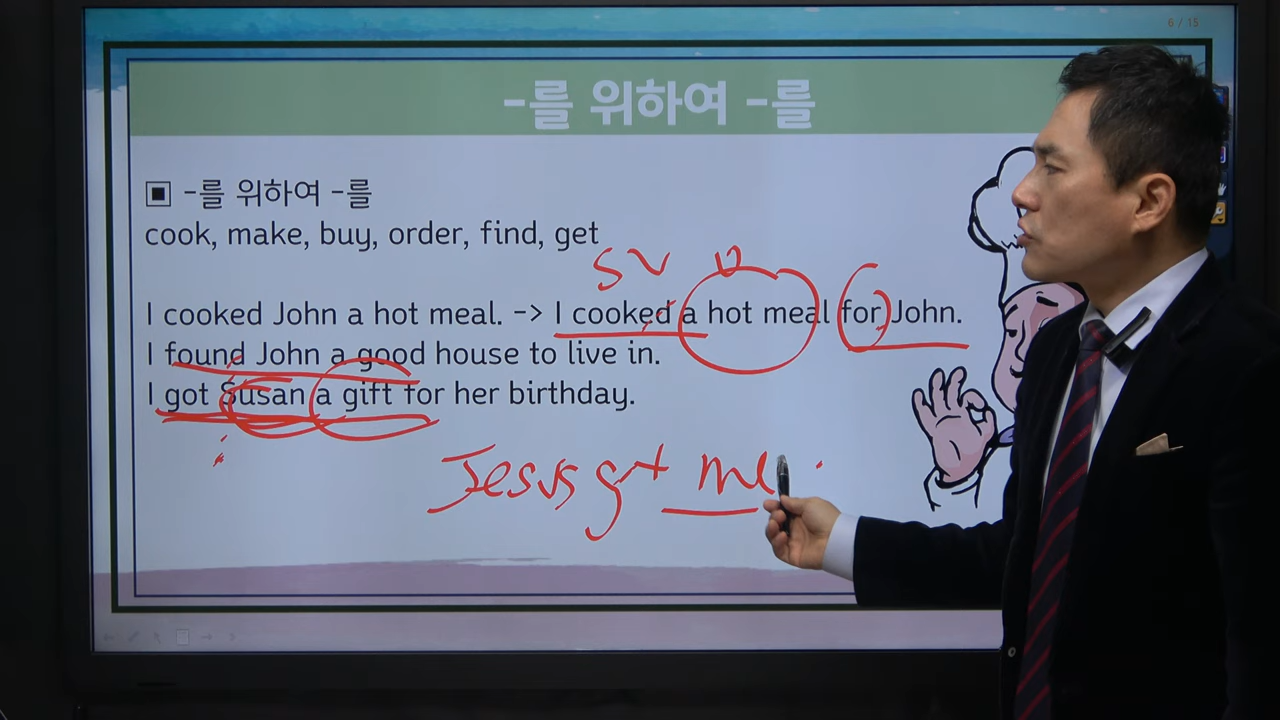 6 / 15
-를 위하여 -를
▣ -를 위하여 -를
cook, make, buy, order, find, get
S V O
I cooked John a hot meal. -> I cooked a hot meal for John.
I found John a good house to live in.
I got Susan a gift for her birthday.
Jesus got me